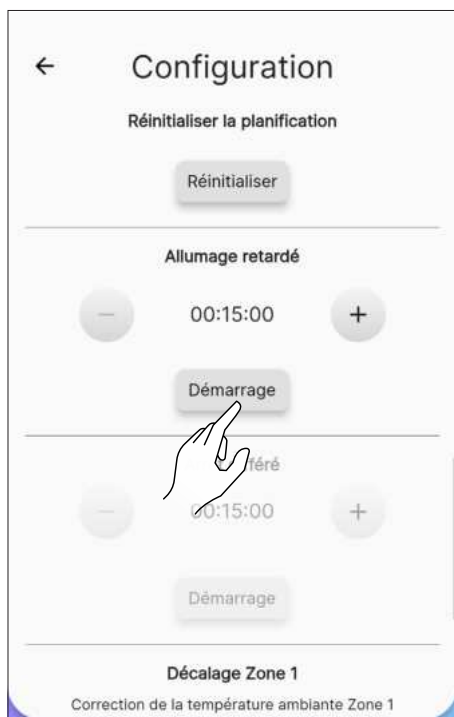 ← Configuration
Réinitialiser la planification
Réinitialiser
Allumage retardé
− 00:15:00 +
Démarrage
féré
− 00:15:00 +
Démarrage
Décalage Zone 1
Correction de la température ambiante Zone 1